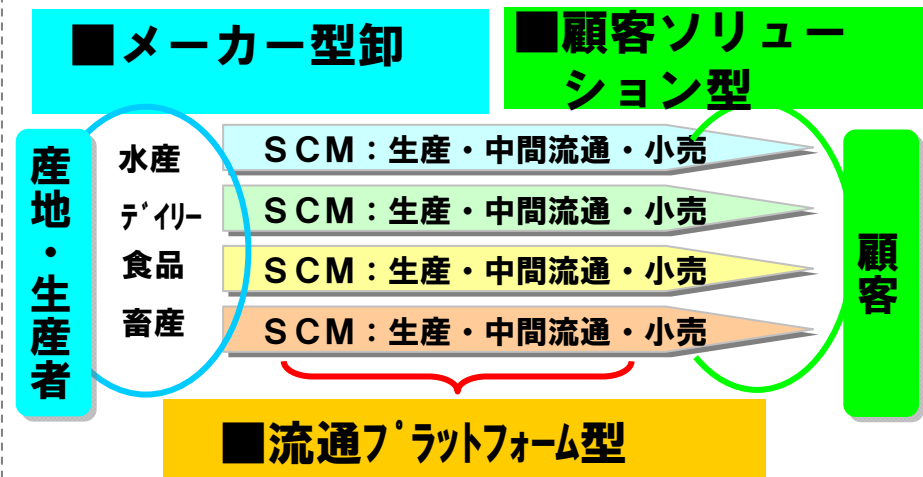 ■メーカー型卸
■顧客ソリュー
ション型
産地・生産者
水産
SCM：生産・中間流通・小売
ﾃﾞｲﾘｰ
SCM：生産・中間流通・小売
食品
SCM：生産・中間流通・小売
畜産
SCM：生産・中間流通・小売
顧客
■流通ﾌﾟﾗｯﾄﾌｫｰﾑ型